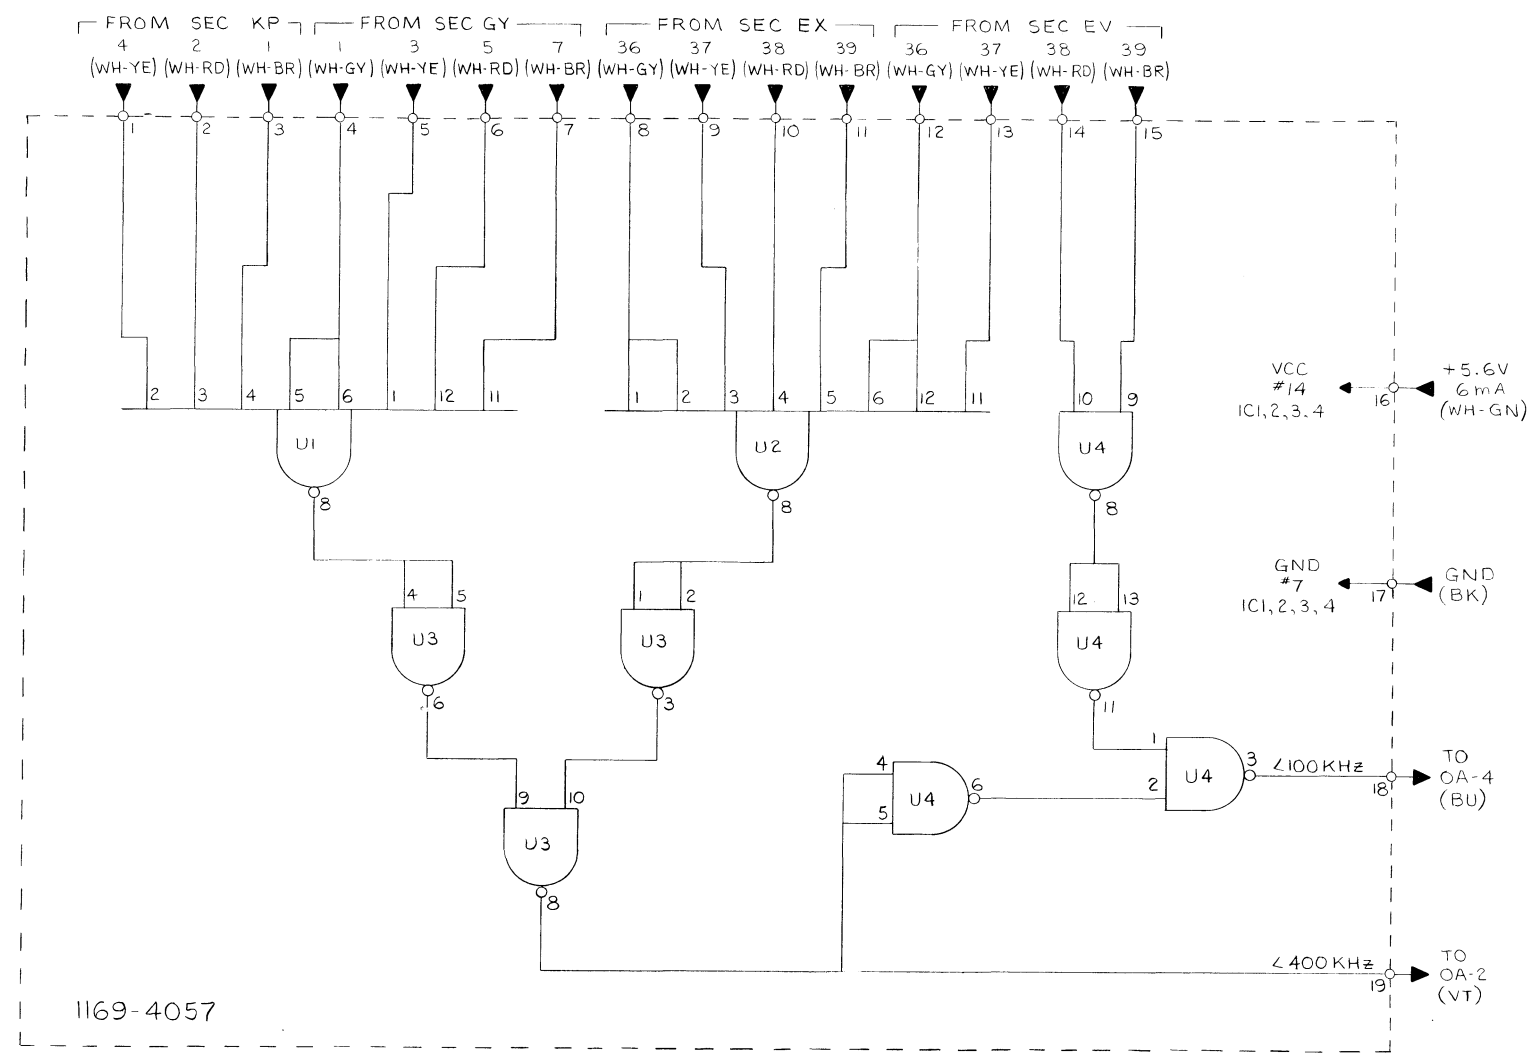 FROM SEC KP FROM SEC GY FROM SEC EX FROM SEC EV
4 2 1 1 3 5 7 36 37 38 39 36 37 38 39
(WH-YE) (WH-RD) (WH-BR) (WH-GY) (WH-YE) (WH-RD) (WH-BR) (WH-GY) (WH-YE) (WH-RD) (WH-BR) (WH-GY) (WH-YE) (WH-RD) (WH-BR)
1 2 3 4 5 6 7 8 9 10 11 12 13 14 15
VCC
#14
IC1,2,3,4
16
+5.6V
6mA
(WH-GN)
2 3 4 5 6 1 12 11 1 2 3 4 5 6 12 11 10 9
U1 U2 U4
8 8 8
GND
#7
IC1,2,3,4
17
GND
(BK)
4 5 1 2 12 13
U3 U3 U4
6 3 11
1
2
U4
3
<100KHZ
18
TO
OA-4
(BU)
4
5
U4
6
9 10
U3
8
<400KHZ
19
TO
OA-2
(VT)
1169-4057